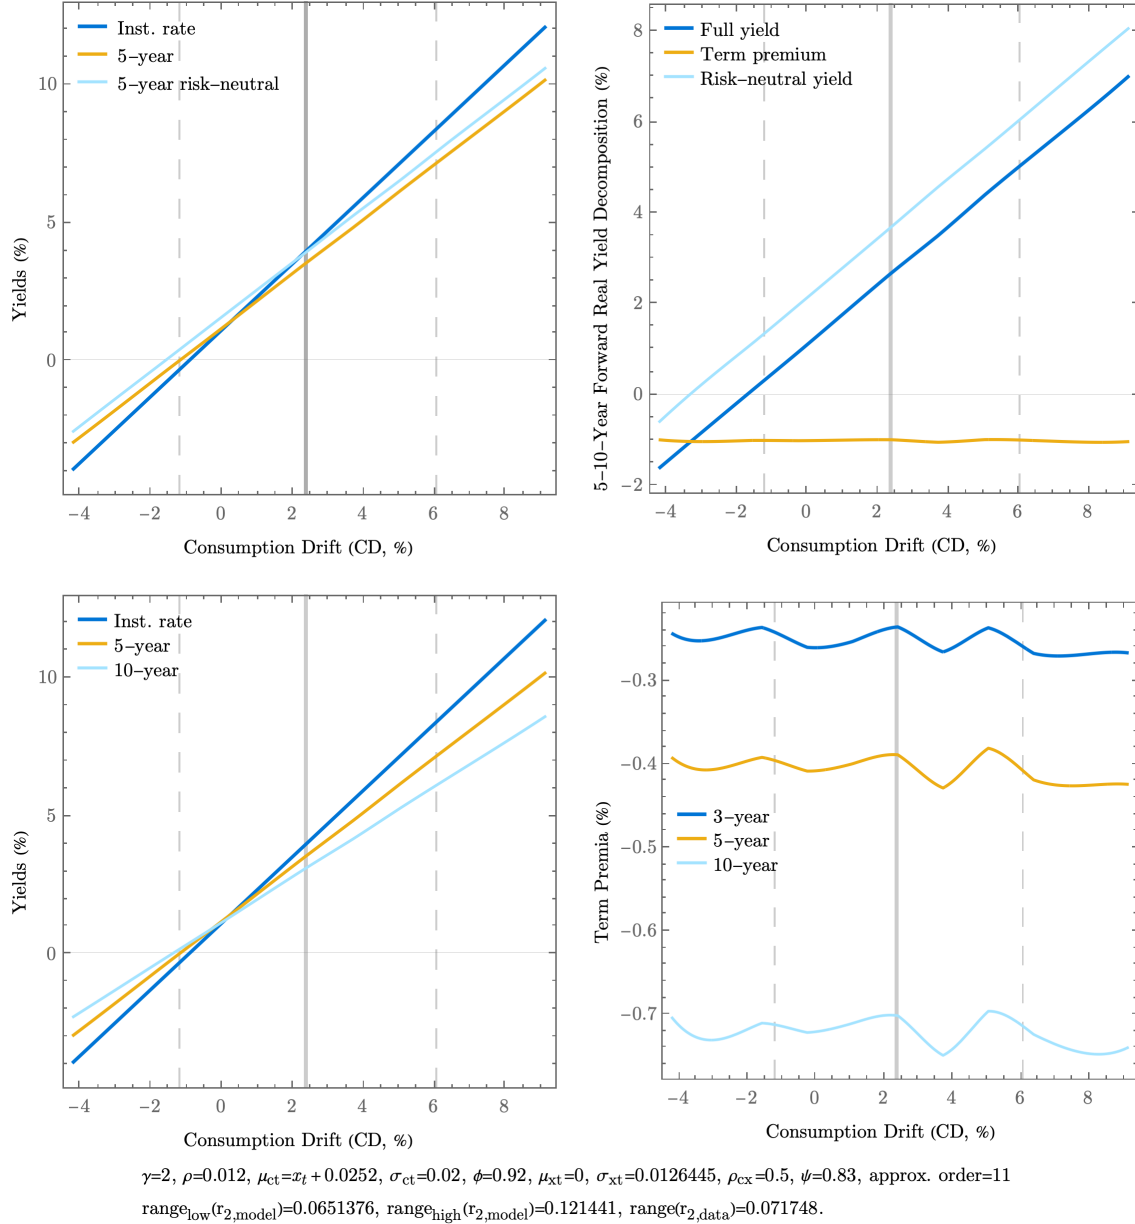 Inst. rate
5–year
5–year risk–neutral
10
5
0
Yields (%)
−4
−2
0
2
4
6
8
Consumption Drift (CD, %)
Full yield
Term premium
Risk–neutral yield
8
6
4
2
0
−2
5–10–Year Forward Real Yield Decomposition (%)
−4
−2
0
2
4
6
8
Consumption Drift (CD, %)
Inst. rate
5–year
10–year
10
5
0
Yields (%)
−4
−2
0
2
4
6
8
Consumption Drift (CD, %)
−0.3
−0.4
−0.5
−0.6
−0.7
Term Premia (%)
3–year
5–year
10–year
−4
−2
0
2
4
6
8
Consumption Drift (CD, %)
γ=2, ρ=0.012, μct=xt+0.0252, σct=0.02, ϕ=0.92, μxt=0, σxt=0.0126445, ρcx=0.5, ψ=0.83, approx. order=11
rangelow(r2,model)=0.0651376, rangehigh(r2,model)=0.121441, range(r2,data)=0.071748.